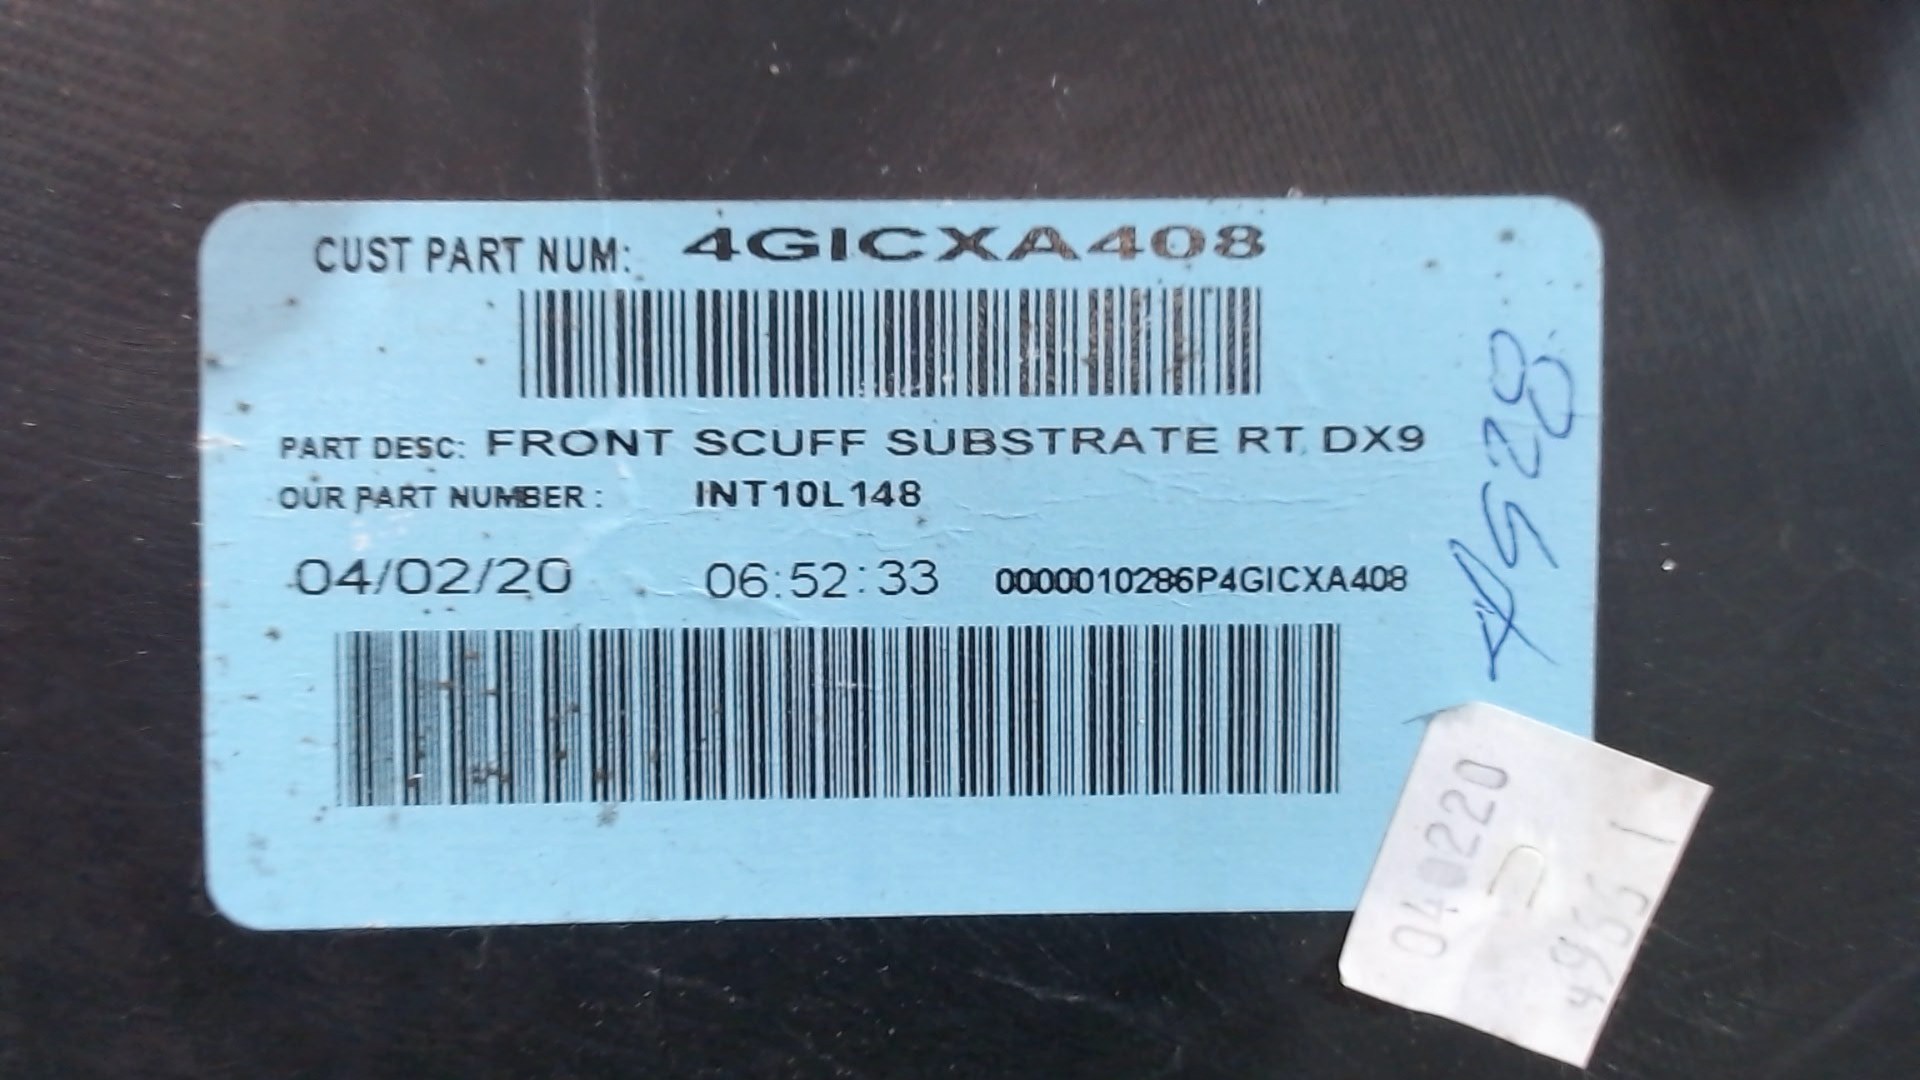 CUST PART NUM: 4GICXA408
PART DESC: FRONT SCUFF SUBSTRATE RT, DX9
OUR PART NUMBER: INT10L148
04/02/20 06:52:33 0000010286P4GICXA408